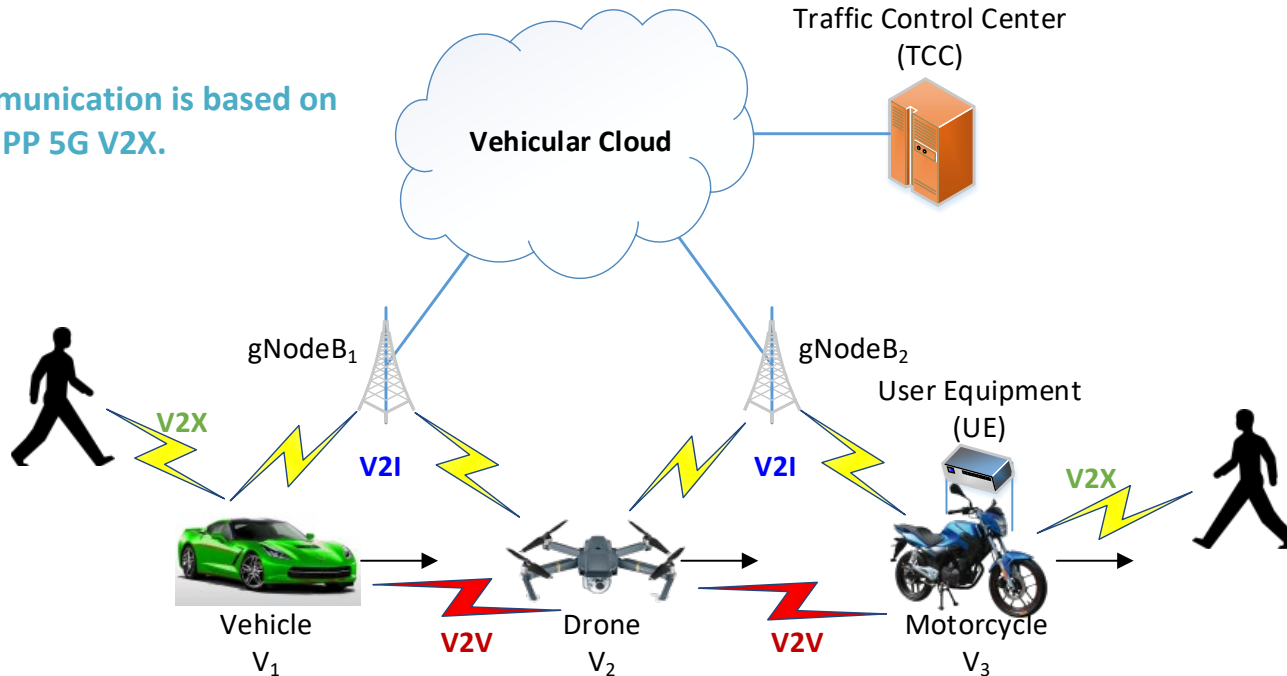 Traffic Control Center
(TCC)
munication is based on
PP 5G V2X.
Vehicular Cloud
gNodeB₁
gNodeB₂
User Equipment
(UE)
V2X
V2I
V2I
V2X
V2V
V2V
Vehicle
V₁
Drone
V₂
Motorcycle
V₃